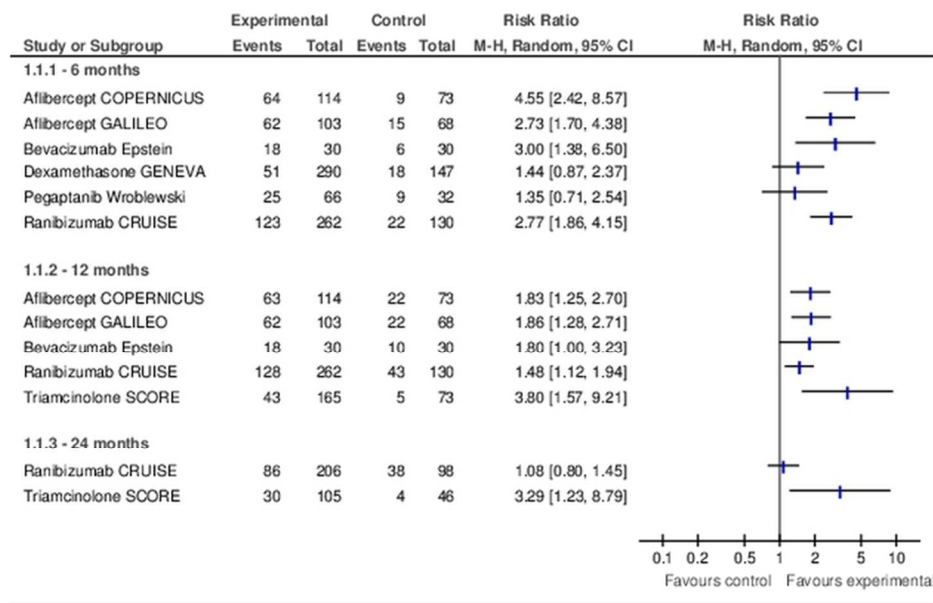 Experimental Control Risk Ratio Risk Ratio
Study or Subgroup Events Total Events Total M-H, Random, 95% CI M-H, Random, 95% CI
1.1.1 - 6 months
Aflibercept COPERNICUS 64 114 9 73 4.55 [2.42, 8.57]
Aflibercept GALILEO 62 103 15 68 2.73 [1.70, 4.38]
Bevacizumab Epstein 18 30 6 30 3.00 [1.38, 6.50]
Dexamethasone GENEVA 51 290 18 147 1.44 [0.87, 2.37]
Pegaptanib Wroblewski 25 66 9 32 1.35 [0.71, 2.54]
Ranibizumab CRUISE 123 262 22 130 2.77 [1.86, 4.15]
1.1.2 - 12 months
Aflibercept COPERNICUS 63 114 22 73 1.83 [1.25, 2.70]
Aflibercept GALILEO 62 103 22 68 1.86 [1.28, 2.71]
Bevacizumab Epstein 18 30 10 30 1.80 [1.00, 3.23]
Ranibizumab CRUISE 128 262 43 130 1.48 [1.12, 1.94]
Triamcinolone SCORE 43 165 5 73 3.80 [1.57, 9.21]
1.1.3 - 24 months
Ranibizumab CRUISE 86 206 38 98 1.08 [0.80, 1.45]
Triamcinolone SCORE 30 105 4 46 3.29 [1.23, 8.79]
0.1 0.2 0.5 1 2 5 10
Favours control Favours experimental